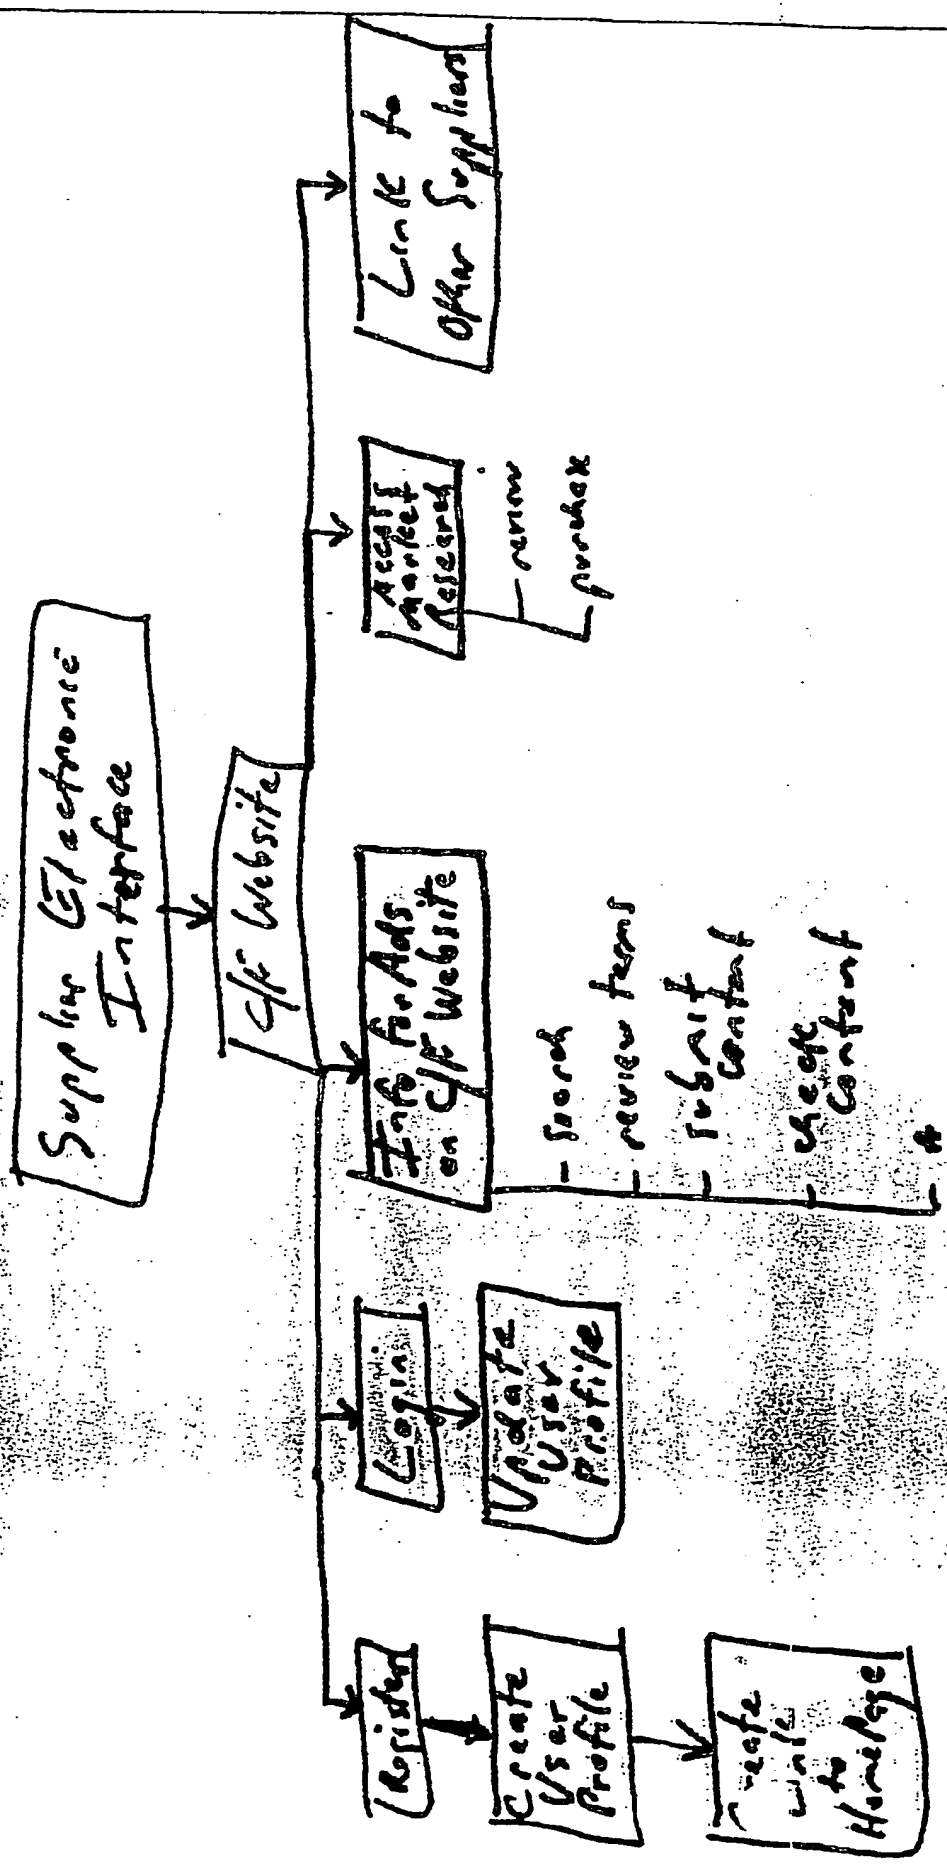 Supplier Electronic
Interface
C/F Website
Register
Create
User
Profile
Create
Link
to
HomePage
Login
Update
User
Profile
Info for Ads
on C/F Website
search
review terms
submit
content
check
content
Access
Market
Research
review
purchase
Link to
Other Suppliers